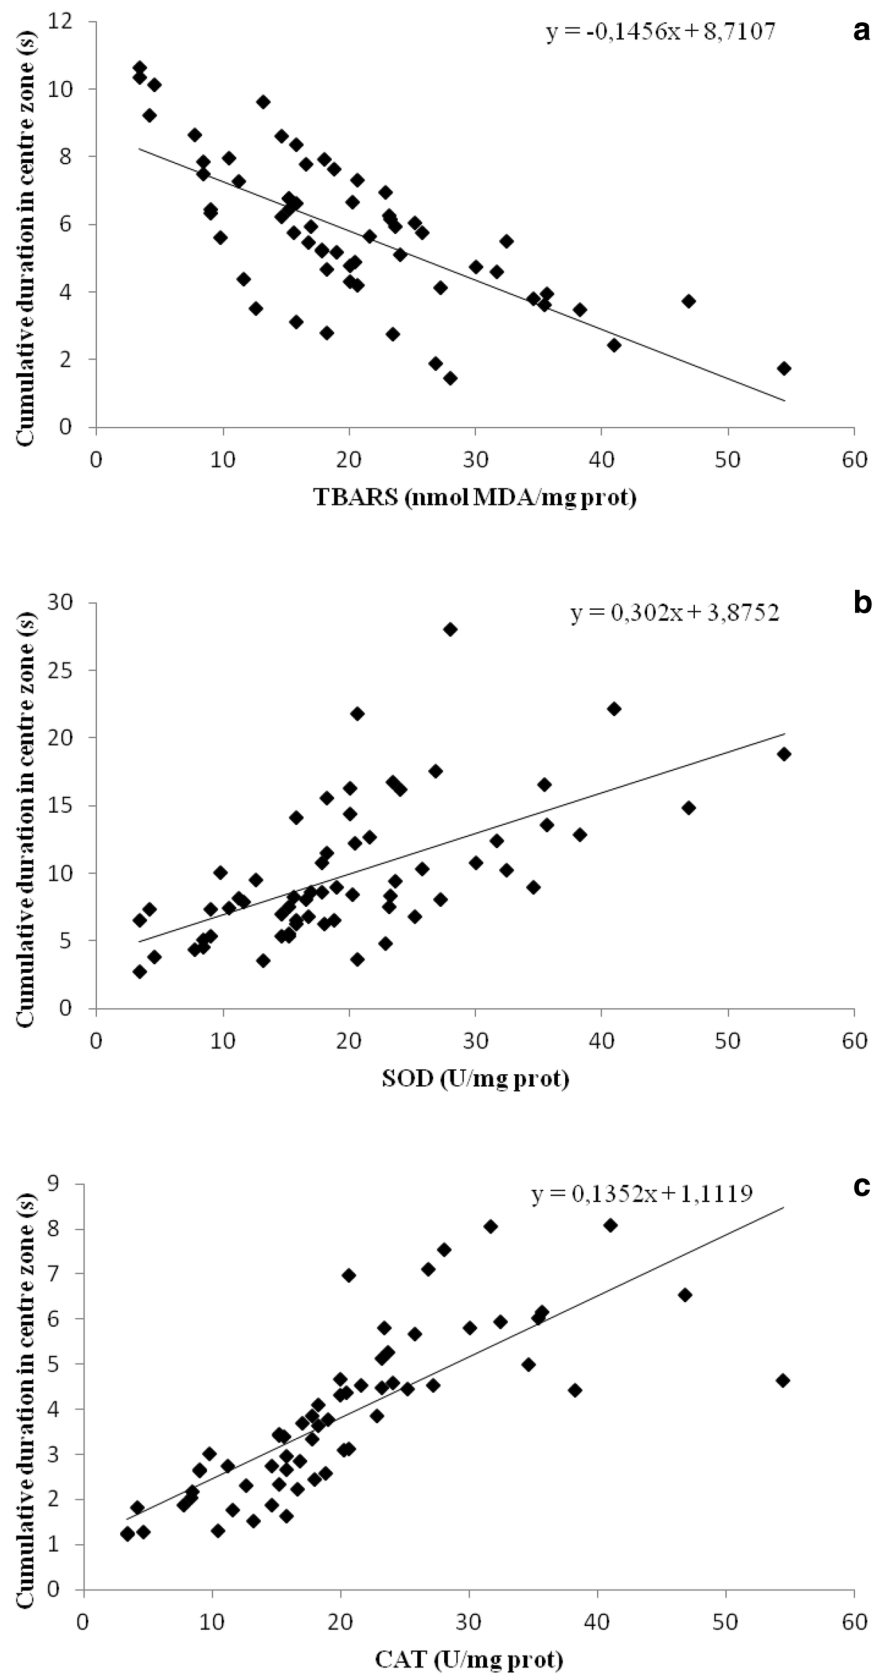 a
y = -0,1456x + 8,7107
Cumulative duration in centre zone (s)
12
10
8
6
4
2
0
0 10 20 30 40 50 60
TBARS (nmol MDA/mg prot)
b
y = 0,302x + 3,8752
Cumulative duration in centre zone (s)
30
25
20
15
10
5
0
0 10 20 30 40 50 60
SOD (U/mg prot)
c
y = 0,1352x + 1,1119
Cumulative duration in centre zone (s)
9
8
7
6
5
4
3
2
1
0
0 10 20 30 40 50 60
CAT (U/mg prot)